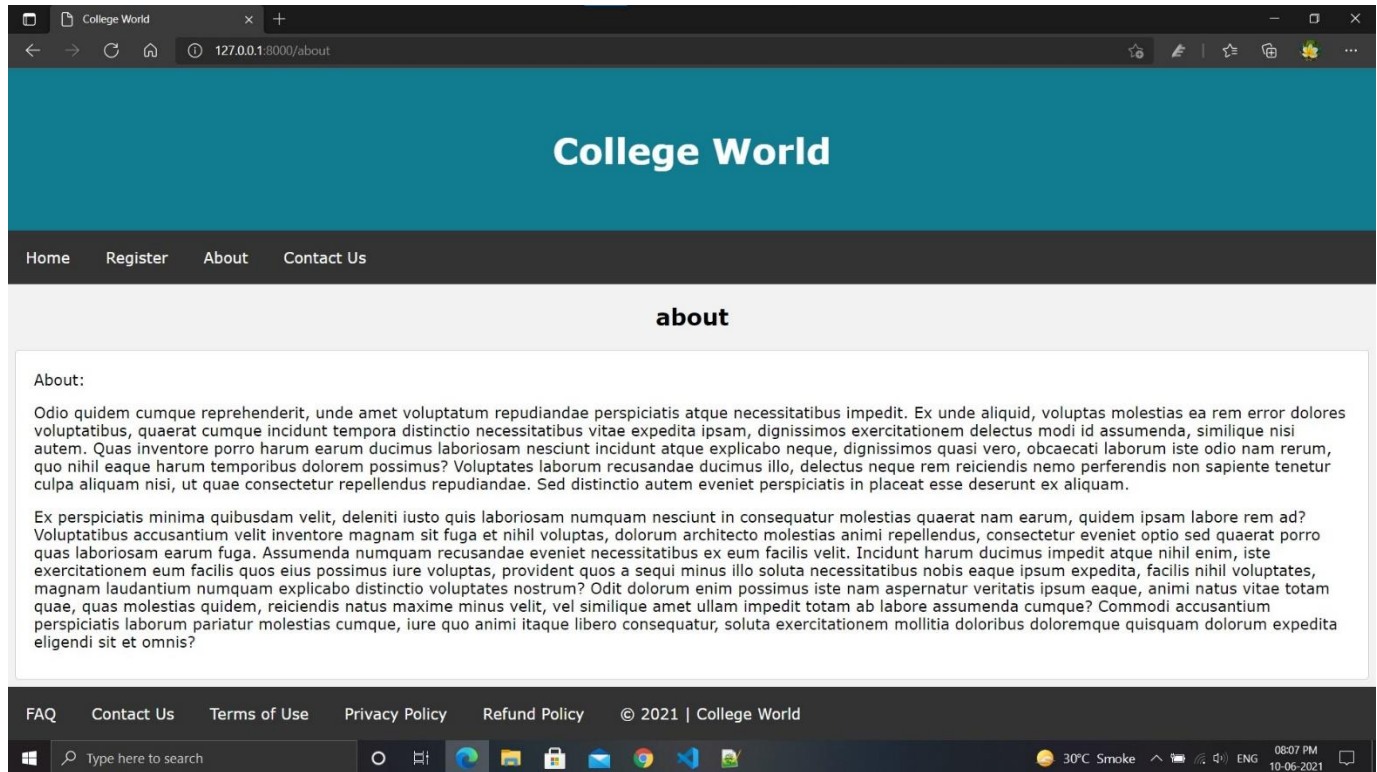 College World
127.0.0.1:8000/about
College World
Home Register About Contact Us
about
About:
Odio quidem cumque reprehenderit, unde amet voluptatum repudiandae perspiciatis atque necessitatibus impedit. Ex unde aliquid, voluptas molestias ea rem error dolores
voluptatibus, quaerat cumque incidunt tempora distinctio necessitatibus vitae expedita ipsam, dignissimos exercitationem delectus modi id assumenda, similique nisi
autem. Quas inventore porro harum earum ducimus laboriosam nesciunt incidunt atque explicabo neque, dignissimos quasi vero, obcaecati laborum iste odio nam rerum,
quo nihil eaque harum temporibus dolorem possimus? Voluptates laborum recusandae ducimus illo, delectus neque rem reiciendis nemo perferendis non sapiente tenetur
culpa aliquam nisi, ut quae consectetur repellendus repudiandae. Sed distinctio autem eveniet perspiciatis in placeat esse deserunt ex aliquam.
Ex perspiciatis minima quibusdam velit, deleniti iusto quis laboriosam numquam nesciunt in consequatur molestias quaerat nam earum, quidem ipsam labore rem ad?
Voluptatibus accusantium velit inventore magnam sit fuga et nihil voluptas, dolorum architecto molestias animi repellendus, consectetur eveniet optio sed quaerat porro
quas laboriosam earum fuga. Assumenda numquam recusandae eveniet necessitatibus ex eum facilis velit. Incidunt harum ducimus impedit atque nihil enim, iste
exercitationem eum facilis quos eius possimus iure voluptas, provident quos a sequi minus illo soluta necessitatibus nobis eaque ipsum expedita, facilis nihil voluptates,
magnam laudantium numquam explicabo distinctio voluptates nostrum? Odit dolorum enim possimus iste nam aspernatur veritatis ipsum eaque, animi natus vitae totam
quae, quas molestias quidem, reiciendis natus maxime minus velit, vel similique amet ullam impedit totam ab labore assumenda cumque? Commodi accusantium
perspiciatis laborum pariatur molestias cumque, iure quo animi itaque libero consequatur, soluta exercitationem mollitia doloribus doloremque quisquam dolorum expedita
eligendi sit et omnis?
FAQ Contact Us Terms of Use Privacy Policy Refund Policy © 2021 | College World
Type here to search 30°C Smoke ENG 08:07 PM
10-06-2021